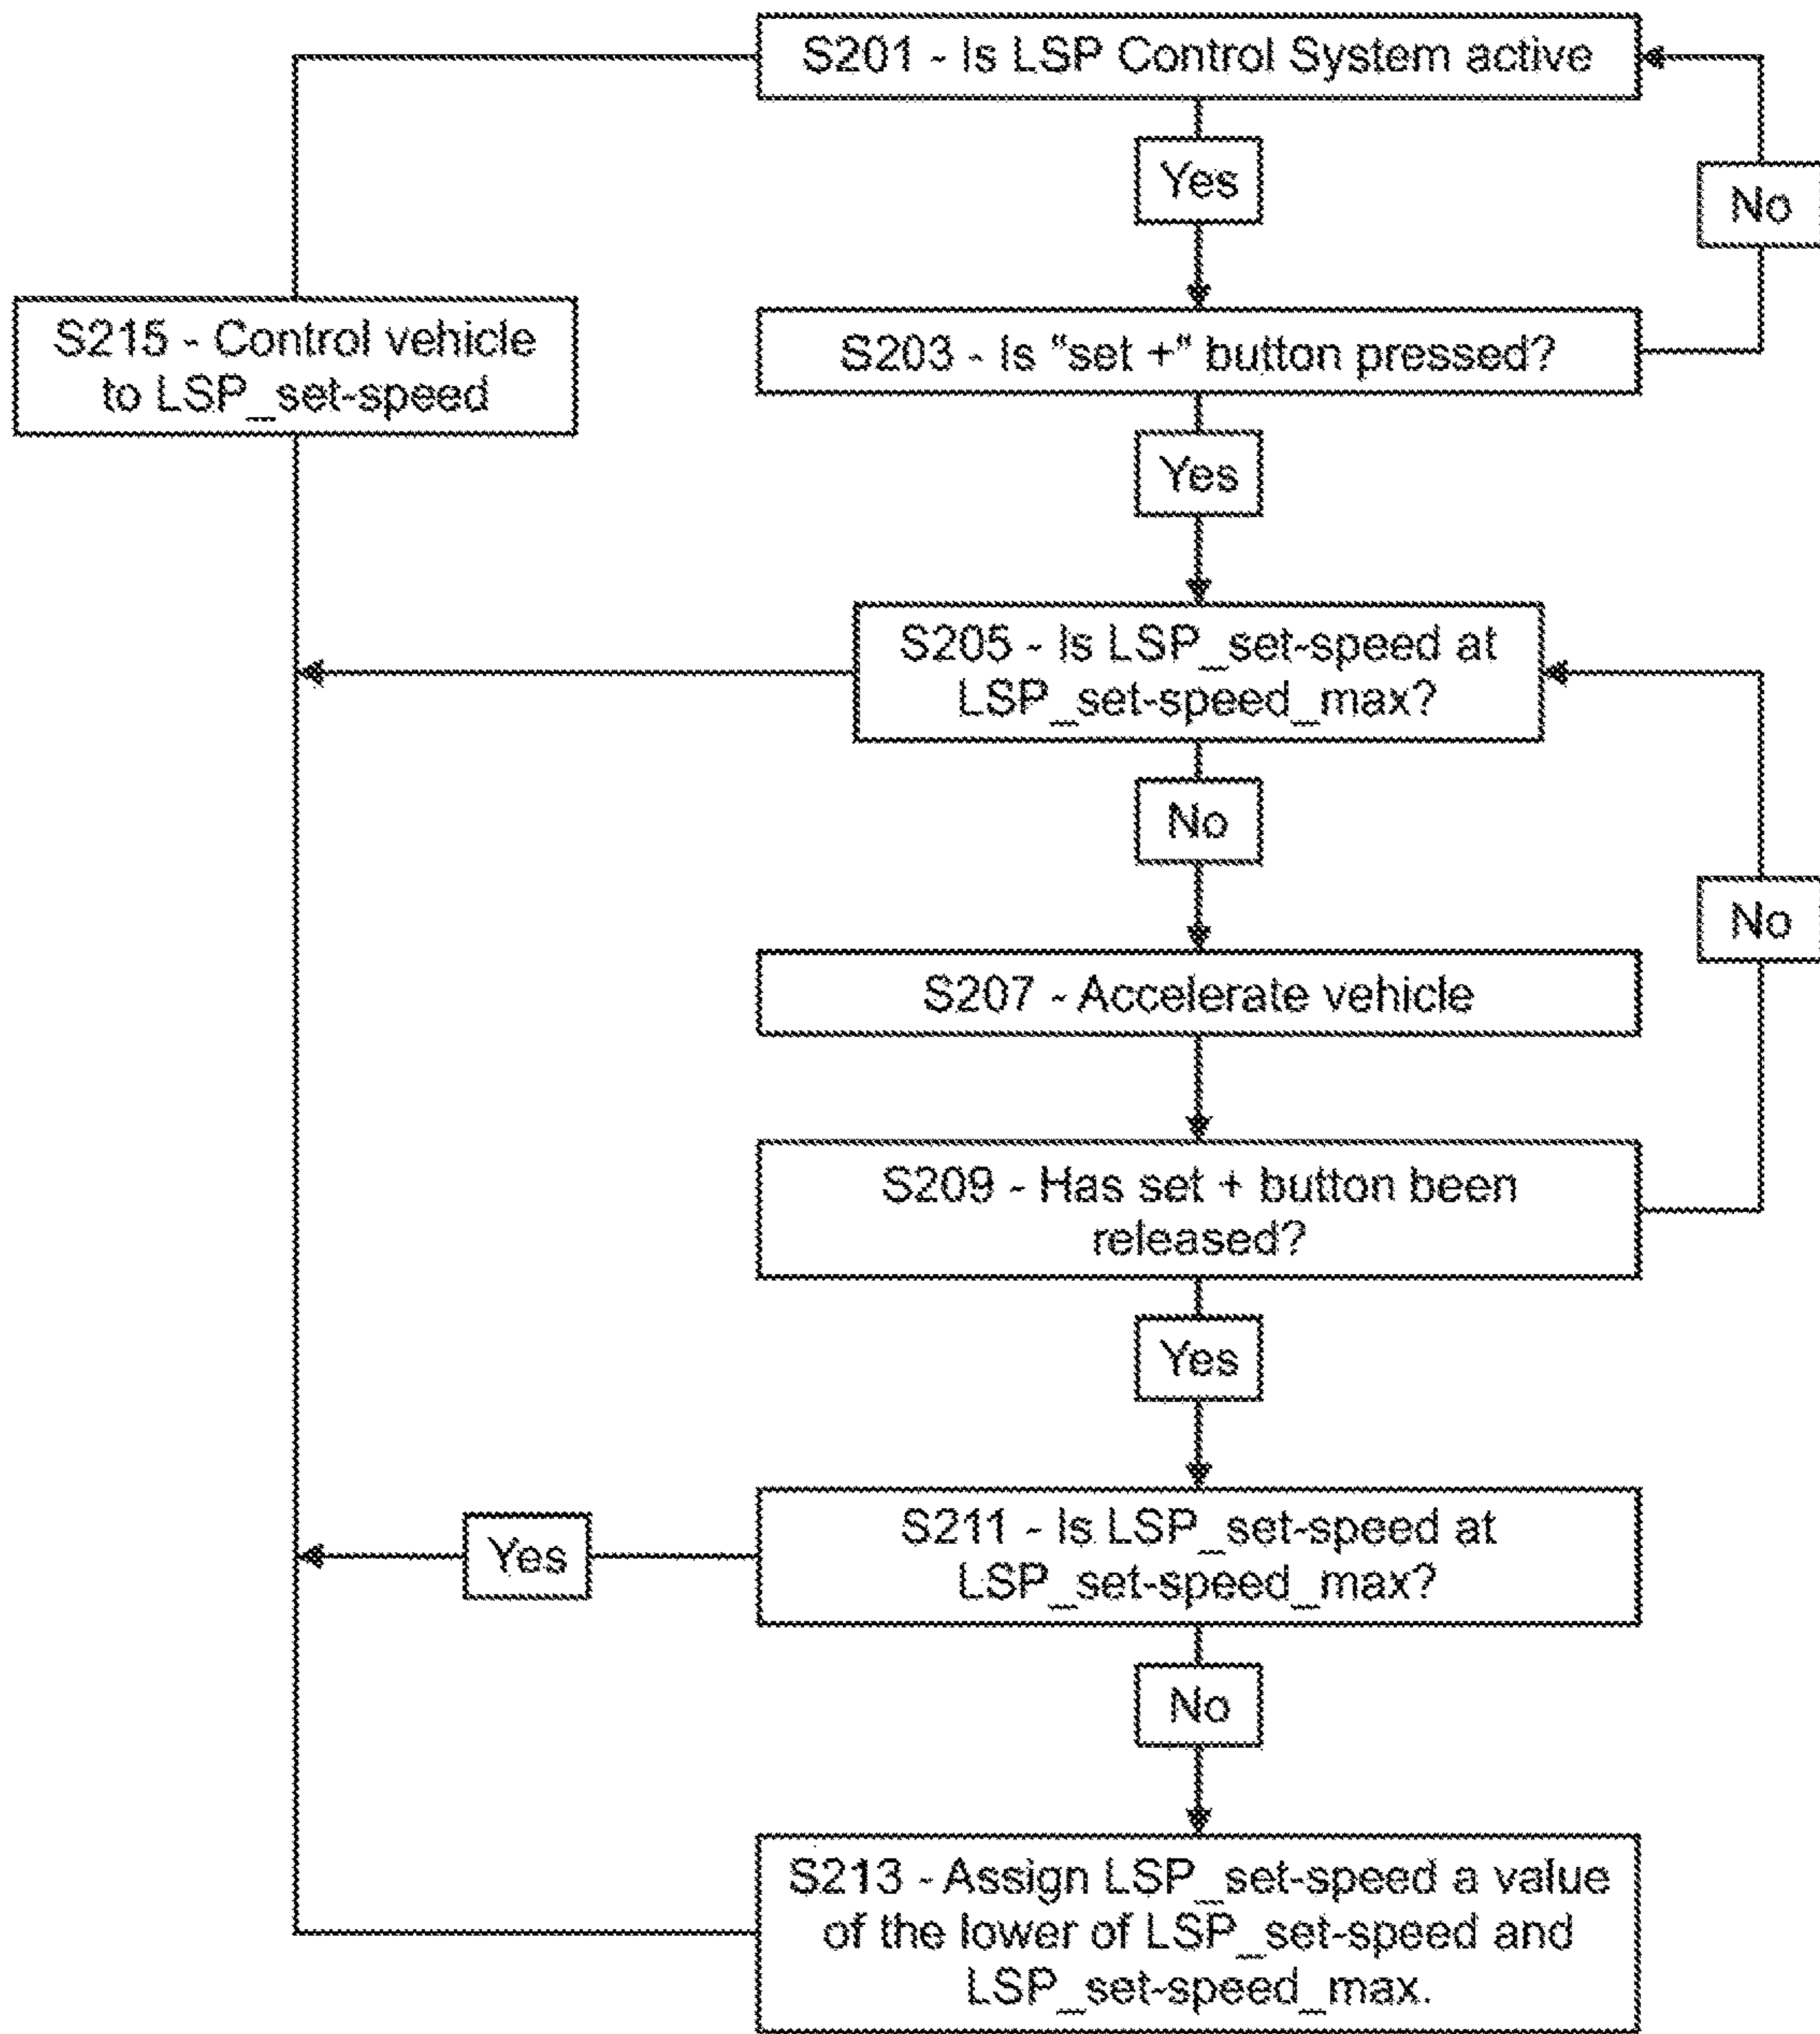 S201 - Is LSP Control System active
Yes
No
S215 - Control vehicle
to LSP_set-speed
S203 - Is "set +" button pressed?
Yes
S205 - Is LSP_set-speed at
LSP_set-speed_max?
No
No
S207 - Accelerate vehicle
S209 - Has set + button been
released?
Yes
S211 - Is LSP_set-speed at
LSP_set-speed_max?
Yes
No
S213 - Assign LSP_set-speed a value
of the lower of LSP_set-speed and
LSP_set-speed_max.